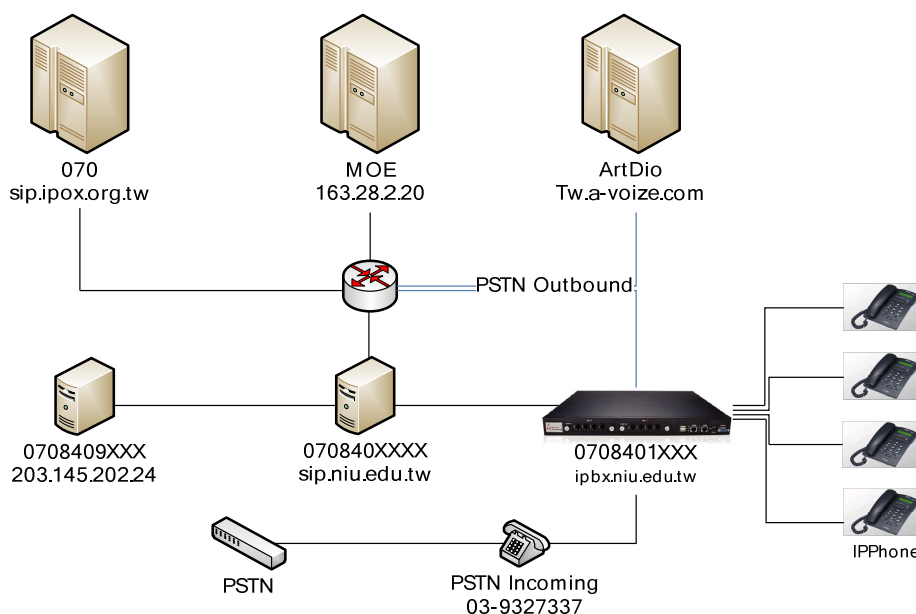 070
sip.ipox.org.tw
MOE
163.28.2.20
ArtDio
Tw.a-voize.com
PSTN Outbound
0708409XXX
203.145.202.24
070840XXXX
sip.niu.edu.tw
0708401XXX
ipbx.niu.edu.tw
IPPhone
PSTN
PSTN Incoming
03-9327337